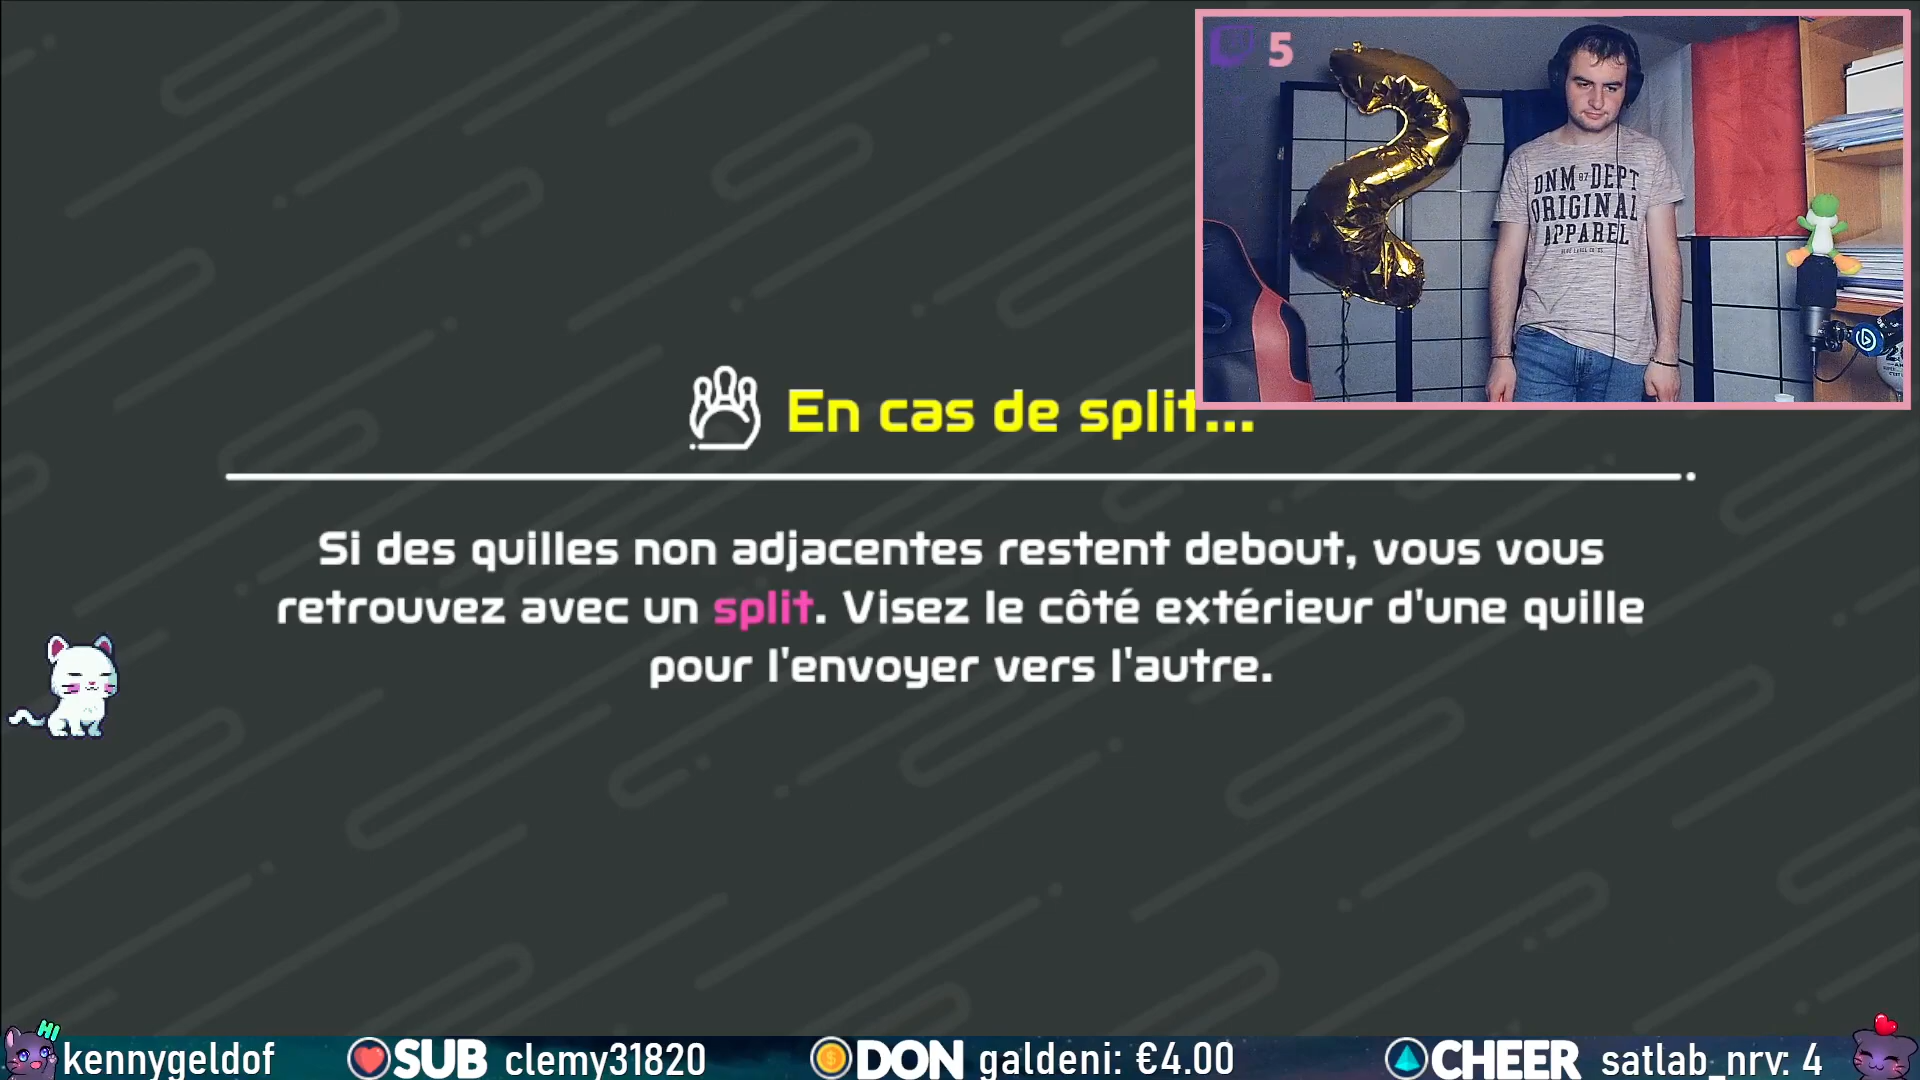 5
DNM 87 DEPT
ORIGINAL
APPAREL
En cas de split...
Si des quilles non adjacentes restent debout, vous vous
retrouvez avec un split. Visez le côté extérieur d'une quille
pour l'envoyer vers l'autre.
HI
kennygeldof
SUB clemy31820
DON galdeni: €4.00
CHEER satlab_nrv: 4